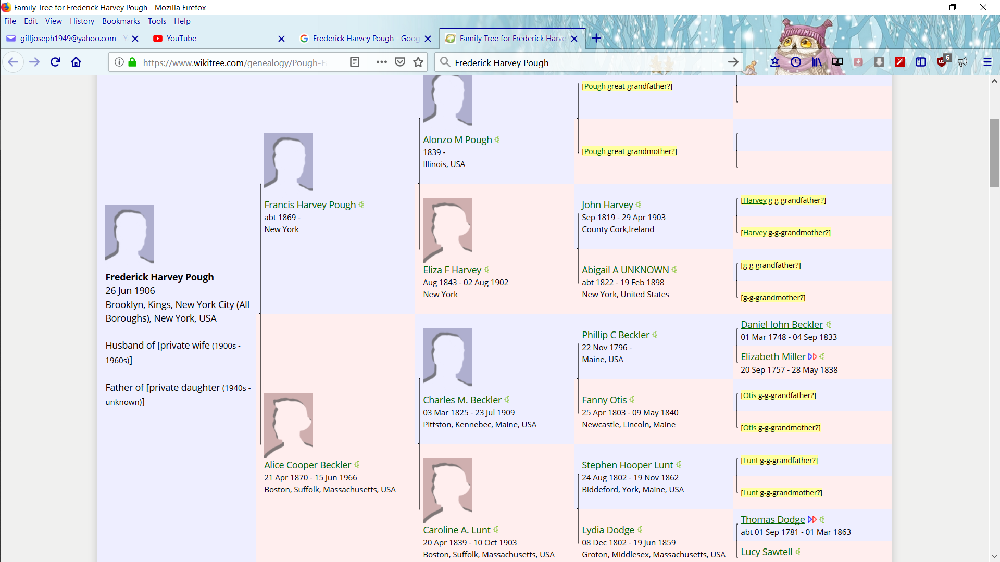 Family Tree for Frederick Harvey Pough - Mozilla Firefox
File Edit View History Bookmarks Tools Help
gilljoseph1949@yahoo.com - Y
YouTube
Frederick Harvey Pough - Goog
Family Tree for Frederick Harve
https://www.wikitree.com/genealogy/Pough-F
Frederick Harvey Pough
6
[Pough great-grandfather?]
Alonzo M Pough
1839 -
Illinois, USA
[Pough great-grandmother?]
Francis Harvey Pough
abt 1869 -
New York
John Harvey
Sep 1819 - 29 Apr 1903
County Cork,Ireland
[Harvey g-g-grandfather?]
[Harvey g-g-grandmother?]
Eliza F Harvey
Aug 1843 - 02 Aug 1902
New York
Abigail A UNKNOWN
abt 1822 - 19 Feb 1898
New York, United States
[g-g-grandfather?]
[g-g-grandmother?]
Frederick Harvey Pough
26 Jun 1906
Brooklyn, Kings, New York City (All
Boroughs), New York, USA
Husband of [private wife (1900s -
1960s)]
Father of [private daughter (1940s -
unknown)]
Phillip C Beckler
22 Nov 1796 -
Maine, USA
Daniel John Beckler
01 Mar 1748 - 04 Sep 1833
Elizabeth Miller
20 Sep 1757 - 28 May 1838
Charles M. Beckler
03 Mar 1825 - 23 Jul 1909
Pittston, Kennebec, Maine, USA
Fanny Otis
25 Apr 1803 - 09 May 1840
Newcastle, Lincoln, Maine
[Otis g-g-grandfather?]
[Otis g-g-grandmother?]
Alice Cooper Beckler
21 Apr 1870 - 15 Jun 1966
Boston, Suffolk, Massachusetts, USA
Stephen Hooper Lunt
24 Aug 1802 - 19 Nov 1862
Biddeford, York, Maine, USA
[Lunt g-g-grandfather?]
[Lunt g-g-grandmother?]
Caroline A. Lunt
20 Apr 1839 - 10 Oct 1903
Boston, Suffolk, Massachusetts, USA
Lydia Dodge
08 Dec 1802 - 19 Jun 1859
Groton, Middlesex, Massachusetts, USA
Thomas Dodge
abt 01 Sep 1781 - 01 Mar 1863
Lucy Sawtell